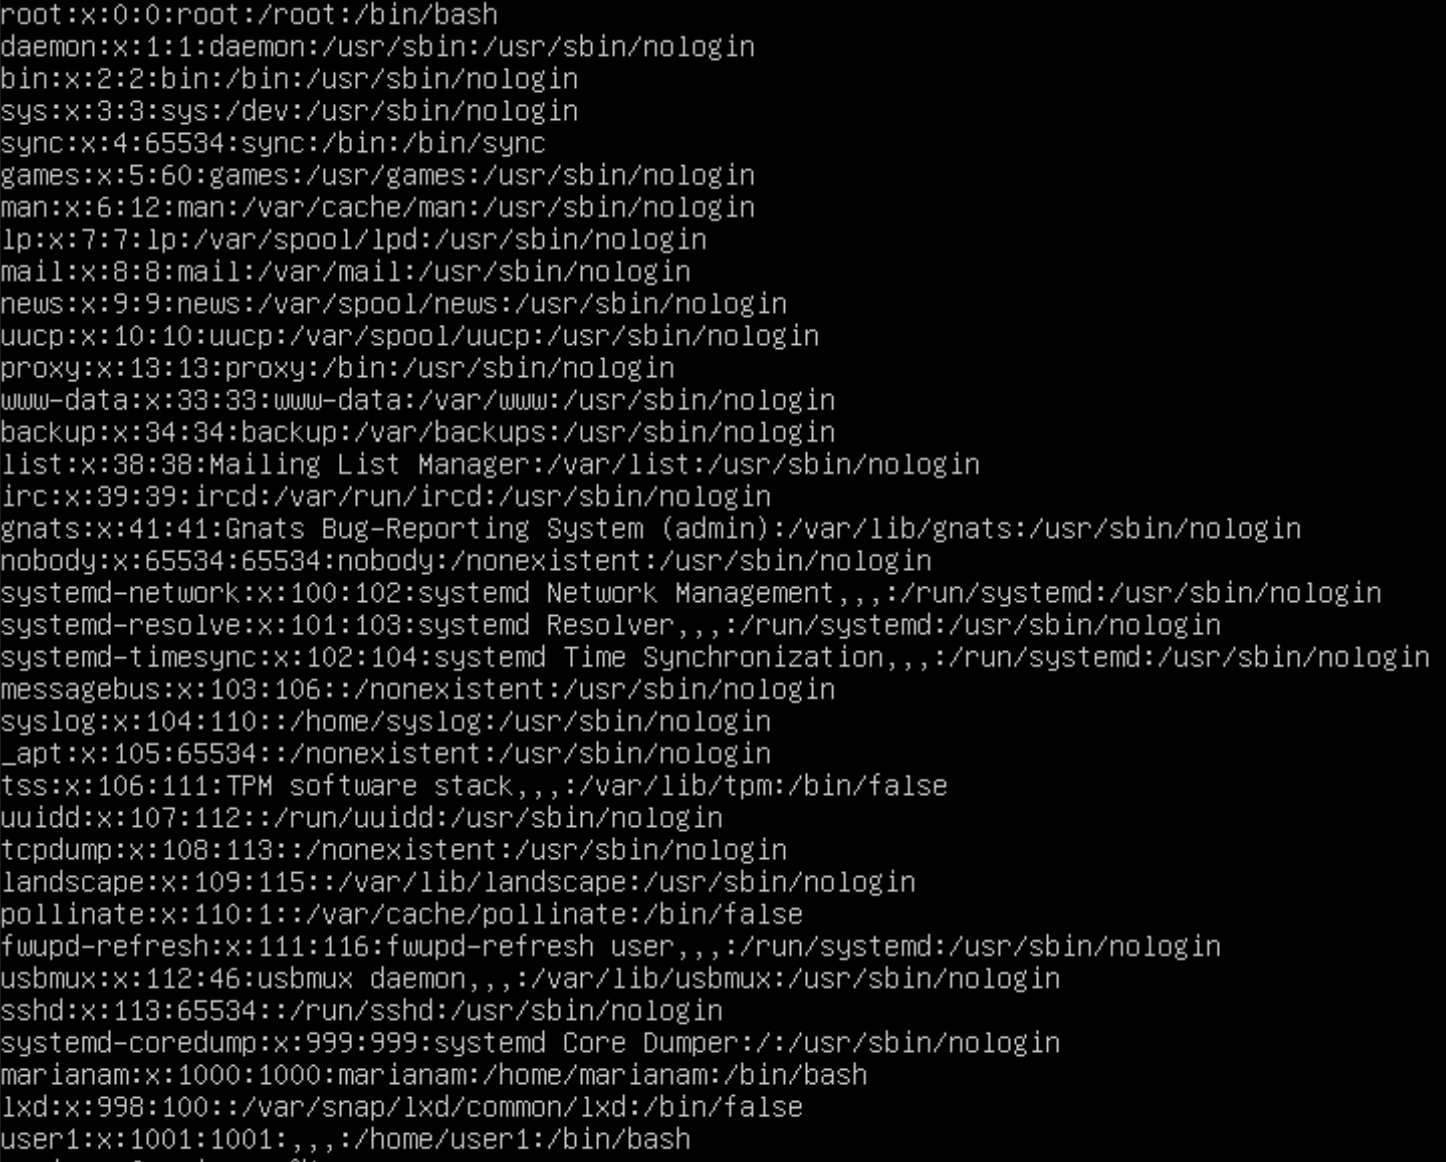 root:x:0:0:root:/root:/bin/bash
daemon:x:1:1:daemon:/usr/sbin:/usr/sbin/nologin
bin:x:2:2:bin:/bin:/usr/sbin/nologin
sys:x:3:3:sys:/dev:/usr/sbin/nologin
sync:x:4:65534:sync:/bin:/bin/sync
games:x:5:60:games:/usr/games:/usr/sbin/nologin
man:x:6:12:man:/var/cache/man:/usr/sbin/nologin
lp:x:7:7:lp:/var/spool/lpd:/usr/sbin/nologin
mail:x:8:8:mail:/var/mail:/usr/sbin/nologin
news:x:9:9:news:/var/spool/news:/usr/sbin/nologin
uucp:x:10:10:uucp:/var/spool/uucp:/usr/sbin/nologin
proxy:x:13:13:proxy:/bin:/usr/sbin/nologin
www-data:x:33:33:www-data:/var/www:/usr/sbin/nologin
backup:x:34:34:backup:/var/backups:/usr/sbin/nologin
list:x:38:38:Mailing List Manager:/var/list:/usr/sbin/nologin
irc:x:39:39:ircd:/var/run/ircd:/usr/sbin/nologin
gnats:x:41:41:Gnats Bug-Reporting System (admin):/var/lib/gnats:/usr/sbin/nologin
nobody:x:65534:65534:nobody:/nonexistent:/usr/sbin/nologin
systemd-network:x:100:102:systemd Network Management,,,:/run/systemd:/usr/sbin/nologin
systemd-resolve:x:101:103:systemd Resolver,,,:/run/systemd:/usr/sbin/nologin
systemd-timesync:x:102:104:systemd Time Synchronization,,,:/run/systemd:/usr/sbin/nologin
messagebus:x:103:106::/nonexistent:/usr/sbin/nologin
syslog:x:104:110::/home/syslog:/usr/sbin/nologin
_apt:x:105:65534::/nonexistent:/usr/sbin/nologin
tss:x:106:111:TPM software stack,,,:/var/lib/tpm:/bin/false
uuidd:x:107:112::/run/uuidd:/usr/sbin/nologin
tcpdump:x:108:113::/nonexistent:/usr/sbin/nologin
landscape:x:109:115::/var/lib/landscape:/usr/sbin/nologin
pollinate:x:110:1::/var/cache/pollinate:/bin/false
fwupd-refresh:x:111:116:fwupd-refresh user,,,:/run/systemd:/usr/sbin/nologin
usbmux:x:112:46:usbmux daemon,,,:/var/lib/usbmux:/usr/sbin/nologin
sshd:x:113:65534::/run/sshd:/usr/sbin/nologin
systemd-coredump:x:999:999:systemd Core Dumper:/:/usr/sbin/nologin
marianam:x:1000:1000:marianam:/home/marianam:/bin/bash
lxd:x:998:100::/var/snap/lxd/common/lxd:/bin/false
user1:x:1001:1001:,,,:/home/user1:/bin/bash